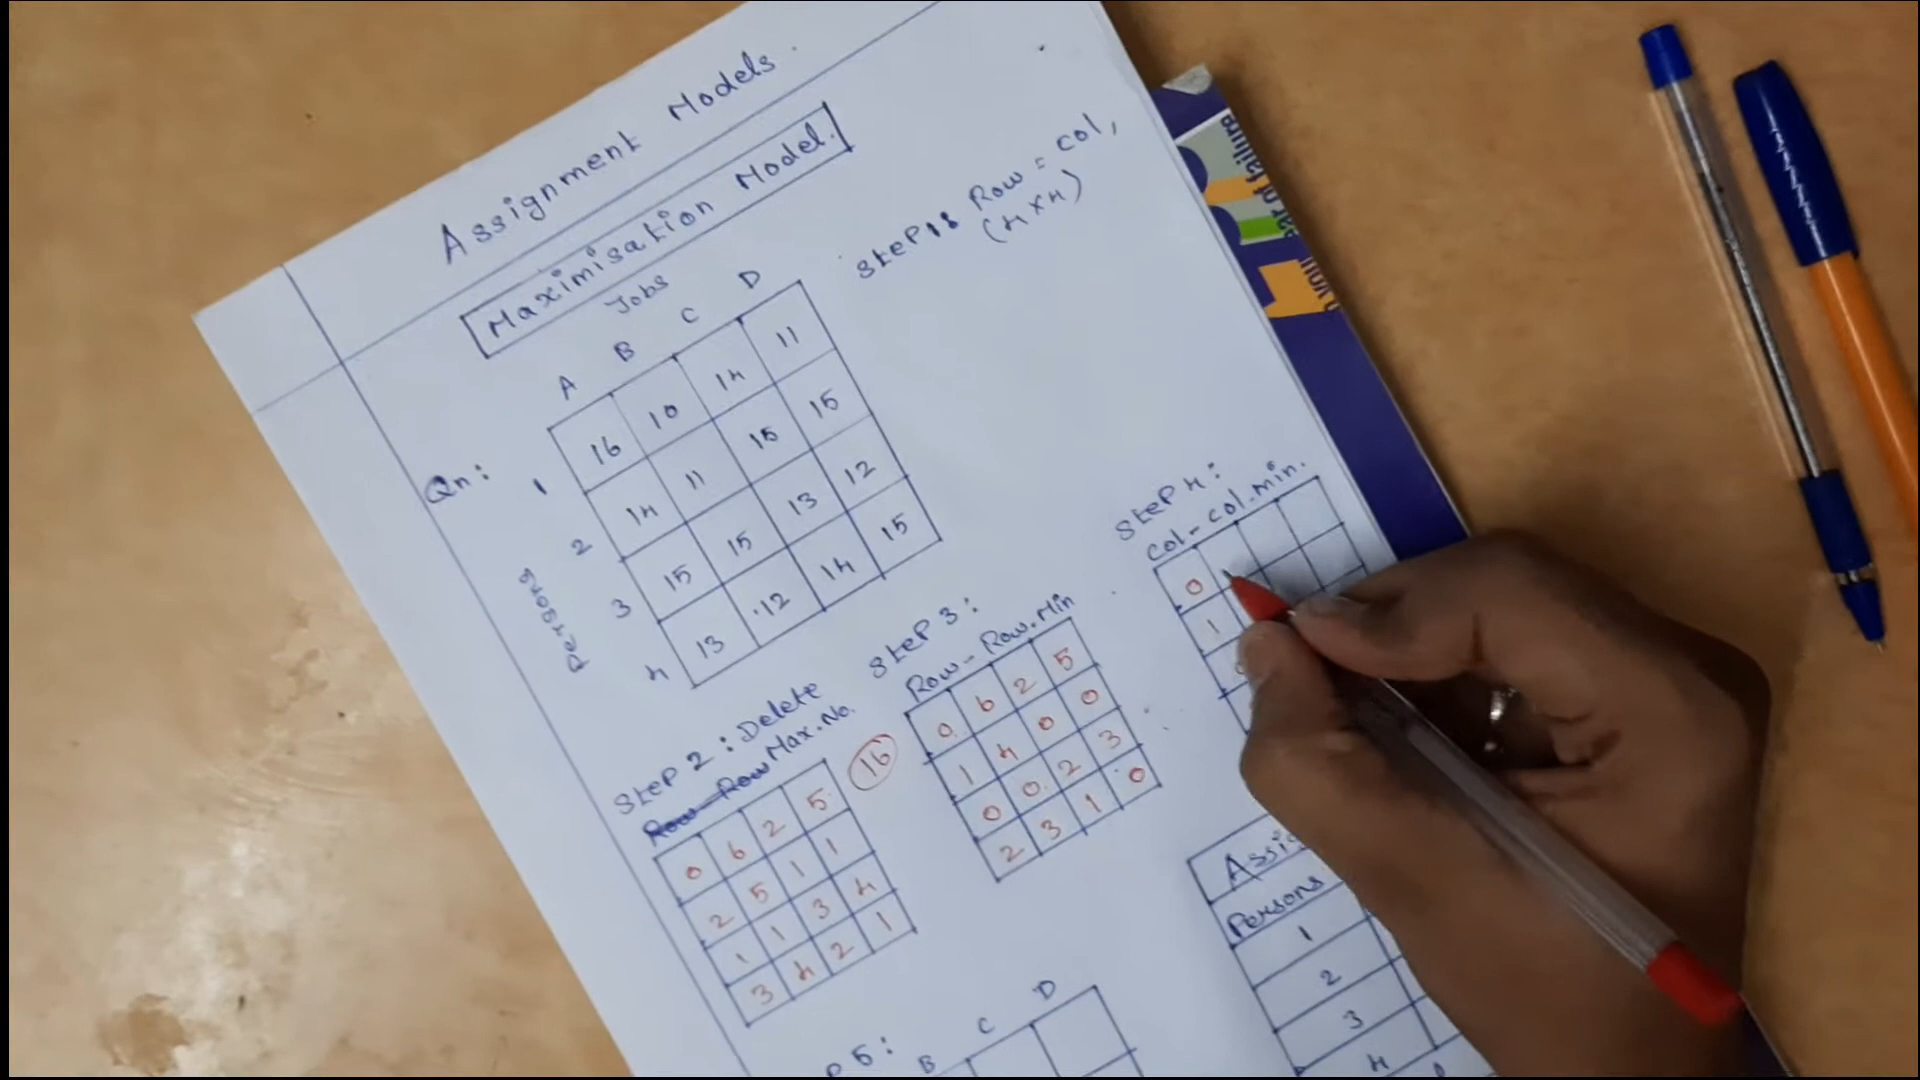 Assignment Models.
Maximisation Model.
Jobs
A B C D
Step 1: Row = Col,
(4 x 4)
Qn:
1 16 10 14 11
2 14 11 15 15
3 15 15 13 12
4 13 12 14 15
Persons
Step 2: Delete
Max. No.
16
0 6 2 5
2 5 1 1
1 1 3 4
3 4 2 1
Step 3:
Row - Row. Min
0 6 2 5
1 4 0 0
0 0 2 3
2 3 1 0
Step 4:
Col - Col. min.
0
1
Persons
1
2
3
4
P 5:
B C D